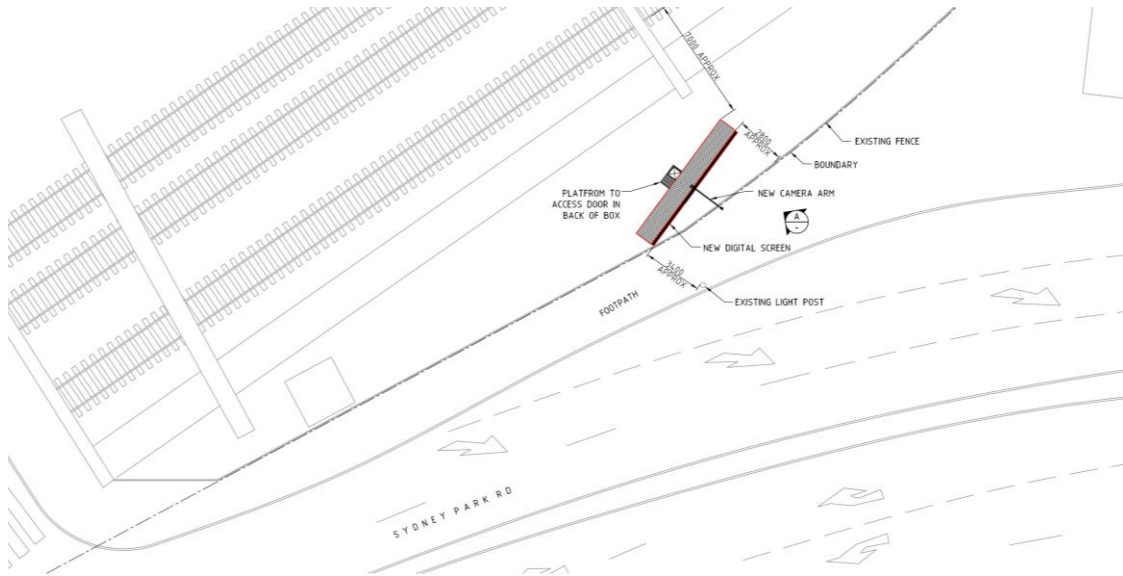 7000 APPROX
2800
APPROX
EXISTING FENCE
BOUNDARY
PLATFROM TO
ACCESS DOOR IN
BACK OF BOX
NEW CAMERA ARM
A
-
NEW DIGITAL SCREEN
3400
APPROX
EXISTING LIGHT POST
FOOTPATH
SYDNEY PARK RD